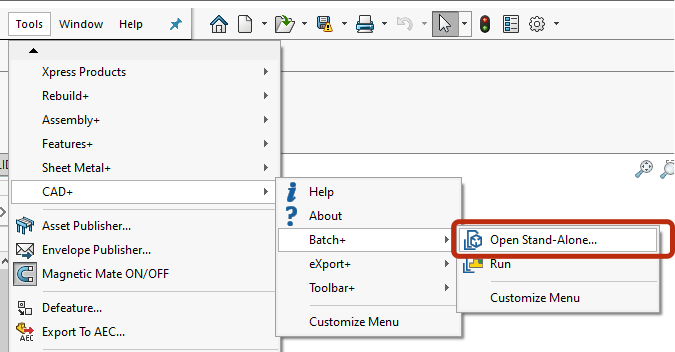 Tools Window Help
Xpress Products
Rebuild+
Assembly+
Features+
Sheet Metal+
CAD+
Asset Publisher...
Envelope Publisher...
Magnetic Mate ON/OFF
Defeature...
AEC Export To AEC...
? Help
? About
Batch+
eXport+
Toolbar+
Customize Menu
Open Stand-Alone...
Run
Customize Menu